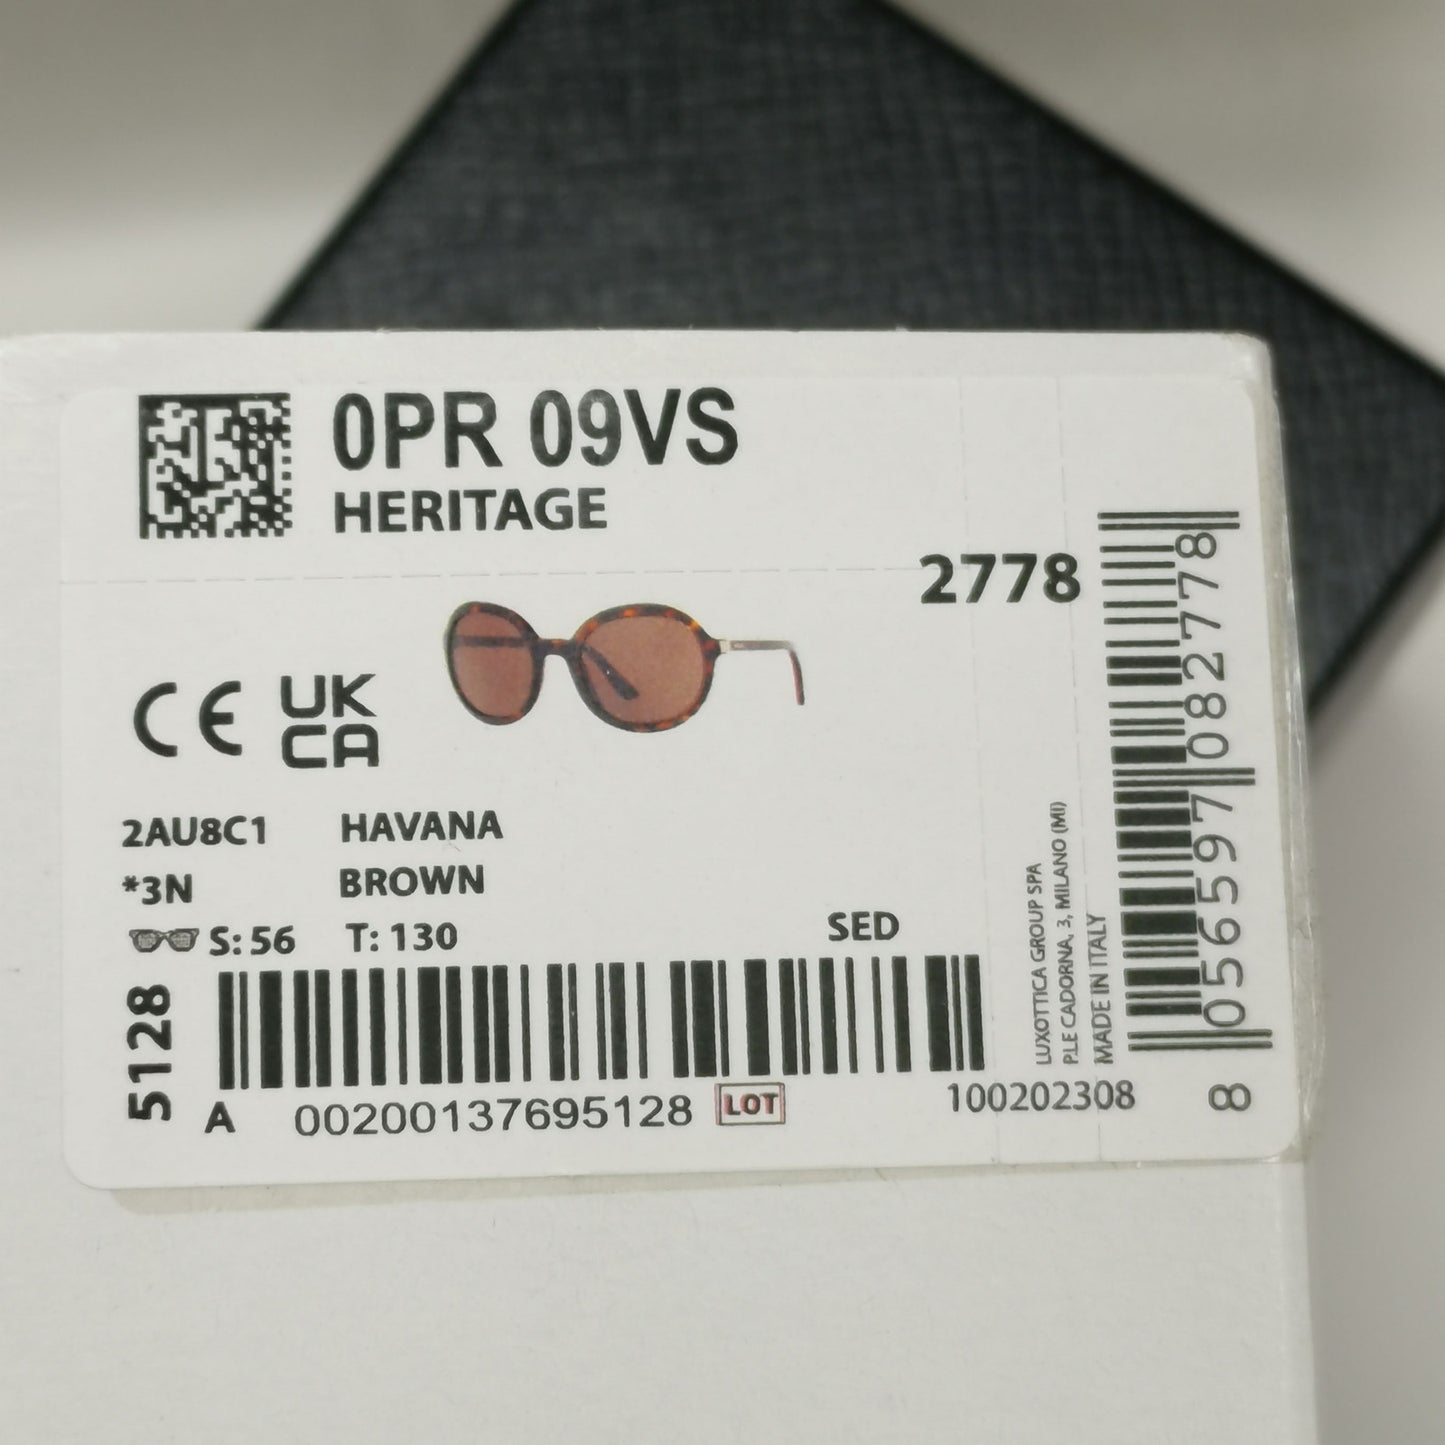 0PR 09VS
HERITAGE
2778
CE UK
CA
2AU8C1 HAVANA
*3N BROWN
S: 56 T: 130
SED
5128
A 00200137695128 LOT 100202308
LUXOTTICA GROUP SPA
P.LE CADORNA, 3, MILANO (MI)
MADE IN ITALY
8 056597 082778